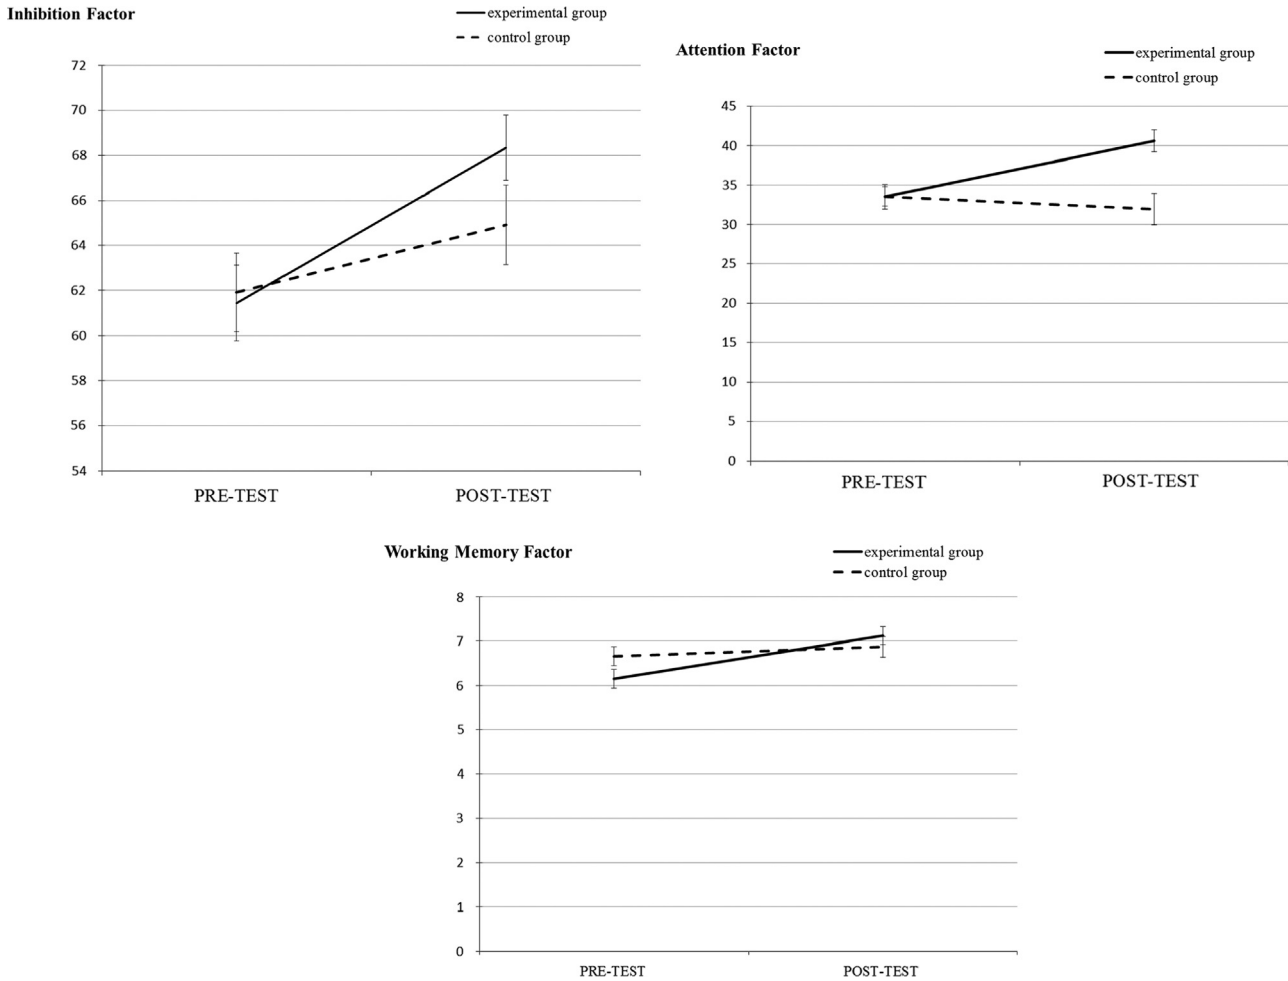 Inhibition Factor
experimental group
control group
72
70
68
66
64
62
60
58
56
54
PRE-TEST
POST-TEST
Attention Factor
experimental group
control group
45
40
35
30
25
20
15
10
5
0
PRE-TEST
POST-TEST
Working Memory Factor
experimental group
control group
8
7
6
5
4
3
2
1
0
PRE-TEST
POST-TEST